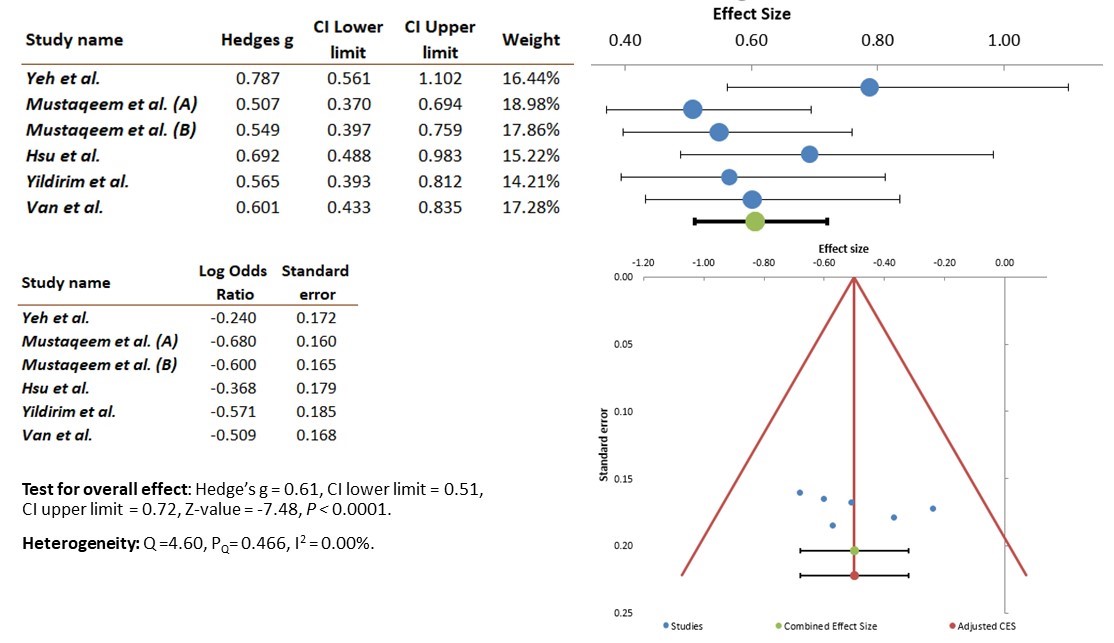 Study name Hedges g CI Lower limit CI Upper limit Weight
Yeh et al. 0.787 0.561 1.102 16.44%
Mustaqeem et al. (A) 0.507 0.370 0.694 18.98%
Mustaqeem et al. (B) 0.549 0.397 0.759 17.86%
Hsu et al. 0.692 0.488 0.983 15.22%
Yildirim et al. 0.565 0.393 0.812 14.21%
Van et al. 0.601 0.433 0.835 17.28%
Effect Size
0.40 0.60 0.80 1.00
Study name Log Odds Ratio Standard error
Yeh et al. -0.240 0.172
Mustaqeem et al. (A) -0.680 0.160
Mustaqeem et al. (B) -0.600 0.165
Hsu et al. -0.368 0.179
Yildirim et al. -0.571 0.185
Van et al. -0.509 0.168
Test for overall effect: Hedge’s g = 0.61, CI lower limit = 0.51,
CI upper limit = 0.72, Z-value = -7.48, P < 0.0001.
Heterogeneity: Q =4.60, PQ= 0.466, I2 = 0.00%.
Effect size
-1.20 -1.00 -0.80 -0.60 -0.40 -0.20 0.00
0.00
0.05
0.10
0.15
0.20
0.25
Standard error
Studies Combined Effect Size Adjusted CES